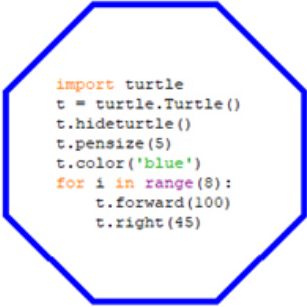 import turtle
t = turtle.Turtle()
t.hideturtle()
t.pensize(5)
t.color('blue')
for i in range(8):
    t.forward(100)
    t.right(45)